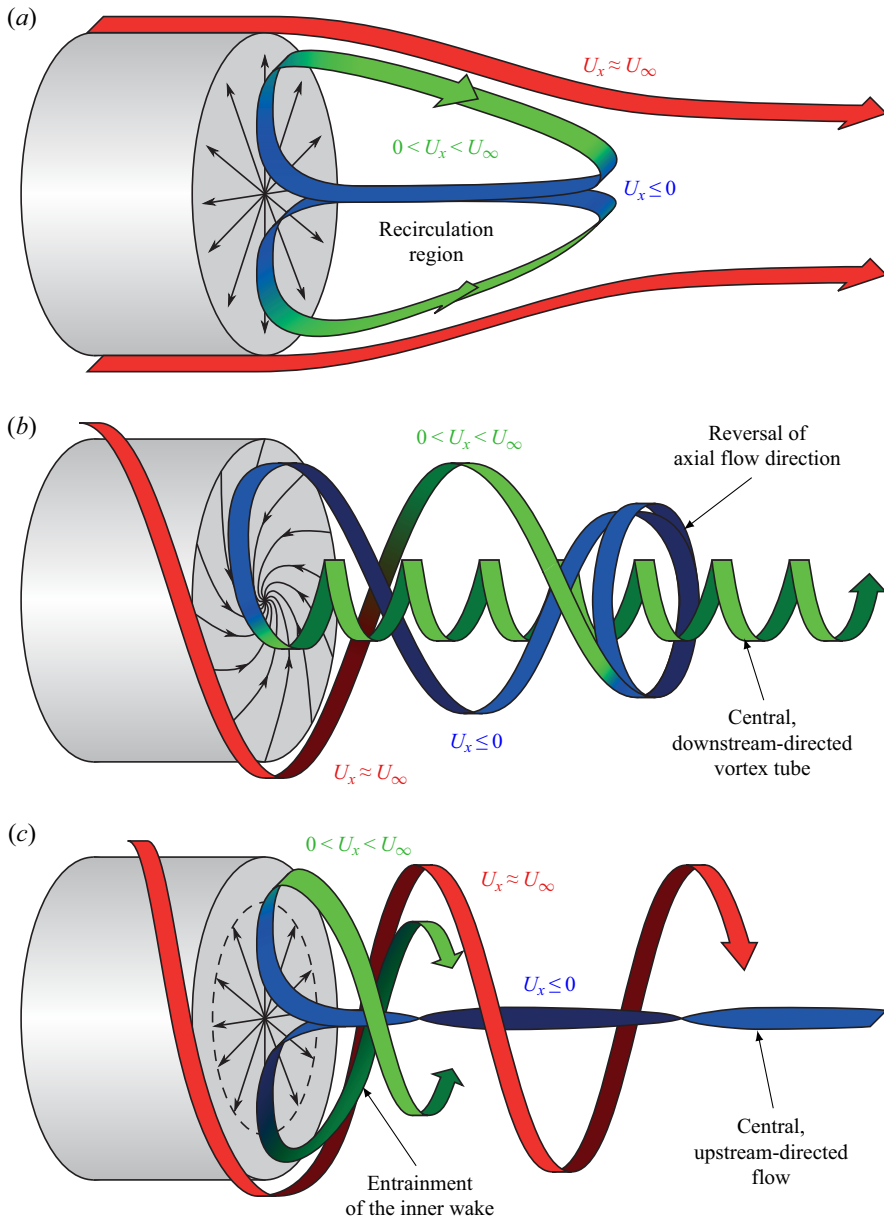 (a)
U_x ≈ U_∞
0 < U_x < U_∞
U_x ≤ 0
Recirculation
region
(b)
0 < U_x < U_∞
Reversal of
axial flow direction
U_x ≤ 0
Central,
downstream-directed
vortex tube
U_x ≈ U_∞
(c)
0 < U_x < U_∞
U_x ≈ U_∞
U_x ≤ 0
Central,
upstream-directed
flow
Entrainment
of the inner wake